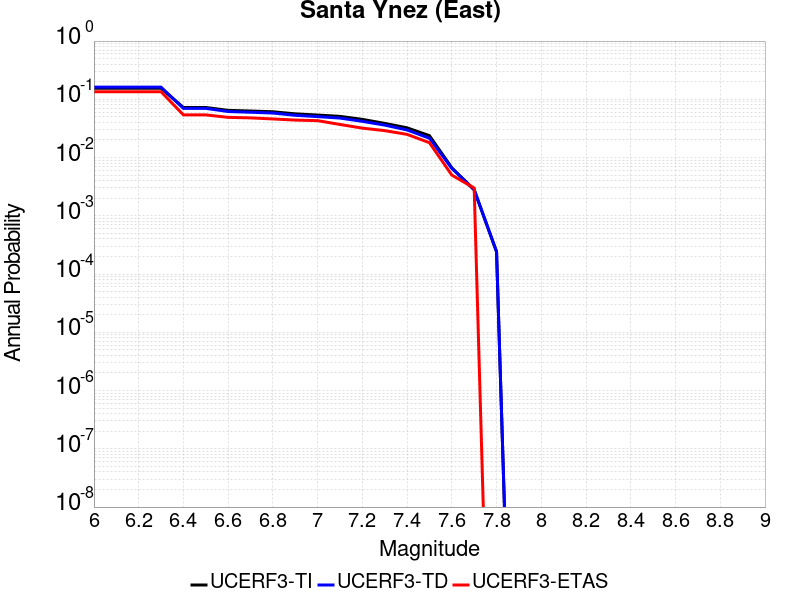 Santa Ynez (East)
10^0
10^-1
10^-2
10^-3
10^-4
10^-5
10^-6
10^-7
10^-8
Annual Probability
6 6.2 6.4 6.6 6.8 7 7.2 7.4 7.6 7.8 8 8.2 8.4 8.6 8.8 9
Magnitude
UCERF3-TI UCERF3-TD UCERF3-ETAS